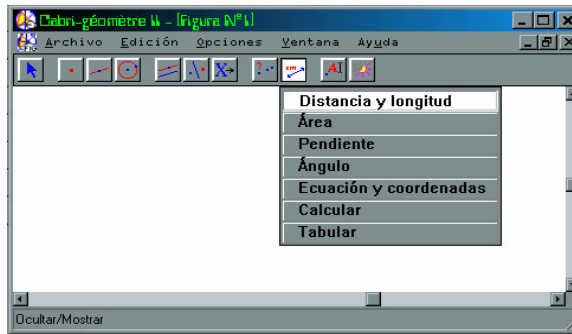 Cabri-géomètre II - [Figura Nº1]
Archivo Edición Opciones Ventana Ayuda
? cm A
Distancia y longitud
Área
Pendiente
Ángulo
Ecuación y coordenadas
Calcular
Tabular
Ocultar/Mostrar